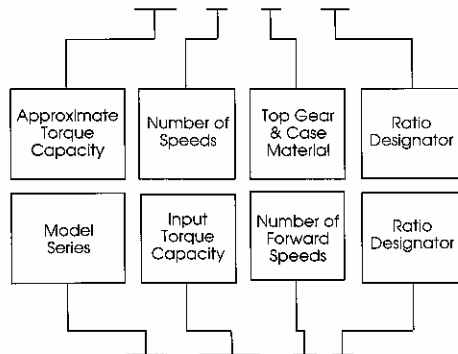 Approximate
Torque
Capacity
Number of
Speeds
Top Gear
& Case
Material
Ratio
Designator
Model
Series
Input
Torque
Capacity
Number of
Forward
Speeds
Ratio
Designator